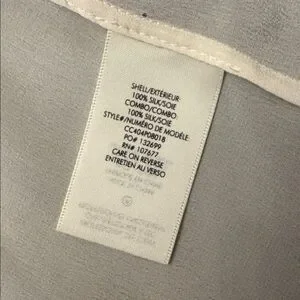 SHELL/EXTÉRIEUR:
100% SILK/SOIE
COMBO/COMBO:
100% SILK/SOIE
STYLE#/NUMÉRO DE MODÈLE:
CC404P08018
PO# 132699
RN# 107677
CARE ON REVERSE
ENTRETIEN AU VERSO